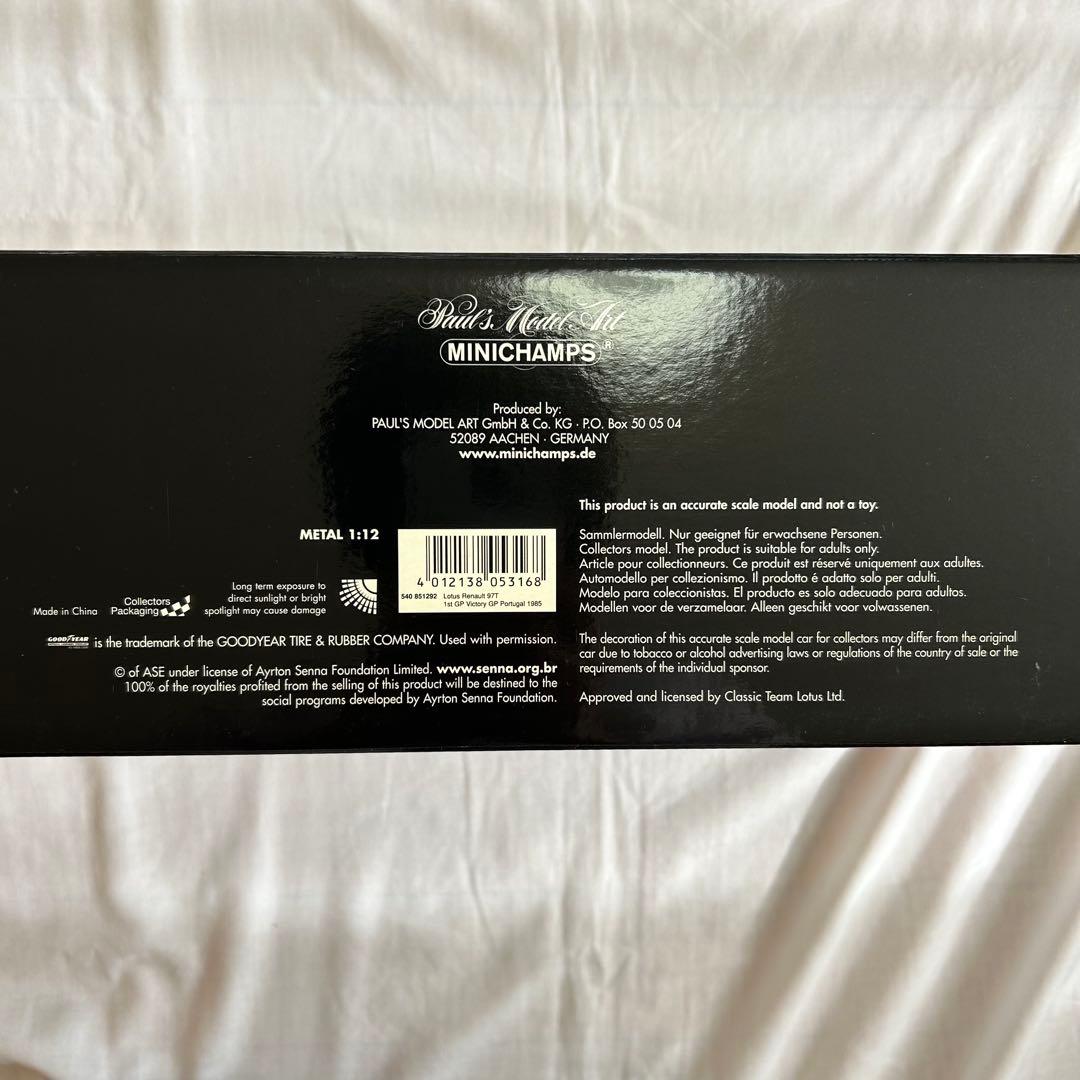 Paul's Model Art
MINICHAMPS®
Produced by:
PAUL'S MODEL ART GmbH & Co. KG · P.O. Box 50 05 04
52089 AACHEN · GERMANY
www.minichamps.de
METAL 1:12
4 012138 053168
540 851292 Lotus Renault 97T
1st GP Victory GP Portugal 1985
Made in China
Collectors
Packaging
Long term exposure to
direct sunlight or bright
spotlight may cause damage
GOODYEAR is the trademark of the GOODYEAR TIRE & RUBBER COMPANY. Used with permission.
© of ASE under license of Ayrton Senna Foundation Limited. www.senna.org.br
100% of the royalties profited from the selling of this product will be destined to the
social programs developed by Ayrton Senna Foundation.
This product is an accurate scale model and not a toy.
Sammlermodell. Nur geeignet für erwachsene Personen.
Collectors model. The product is suitable for adults only.
Article pour collectionneurs. Ce produit est réservé uniquement aux adultes.
Automodello per collezionismo. Il prodotto é adatto solo per adulti.
Modelo para coleccionistas. El producto es solo adecuado para adultos.
Modellen voor de verzamelaar. Alleen geschikt voor volwassenen.
The decoration of this accurate scale model car for collectors may differ from the original
car due to tobacco or alcohol advertising laws or regulations of the country of sale or the
requirements of the individual sponsor.
Approved and licensed by Classic Team Lotus Ltd.